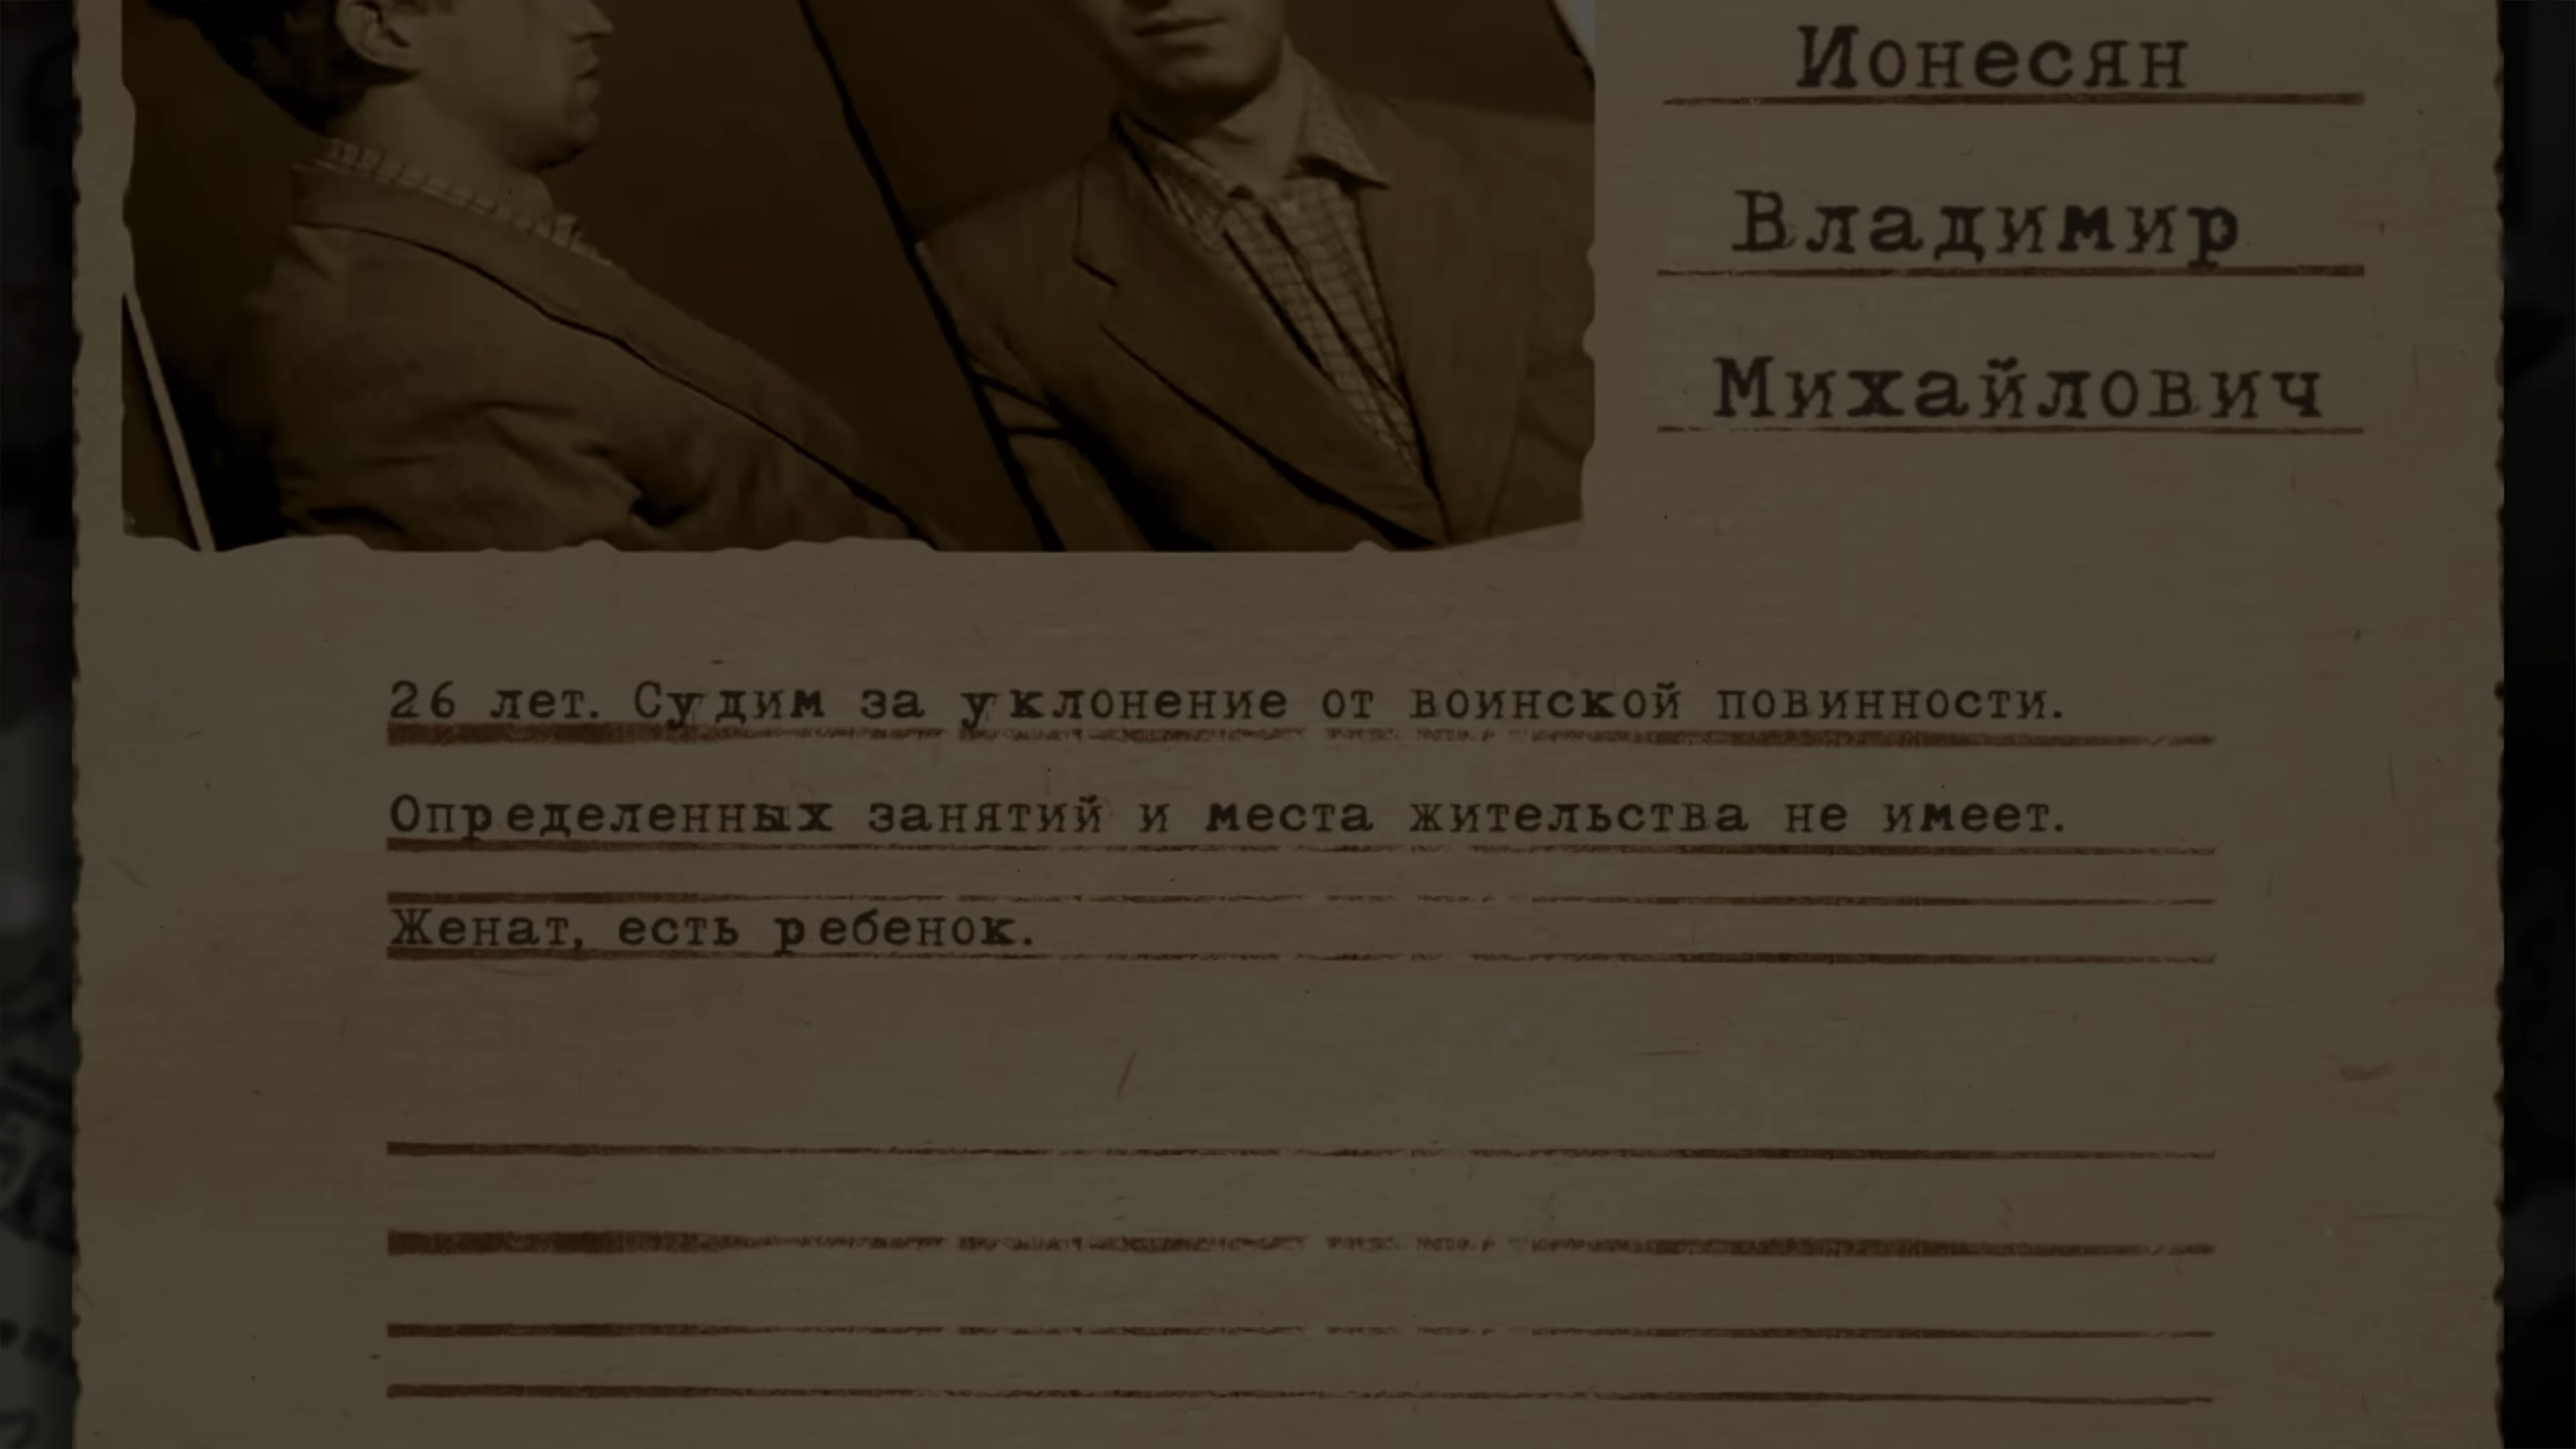 Ионесян
Владимир
Михайлович
26 лет. Судим за уклонение от воинской повинности.
Определенных занятий и места жительства не имеет.
Женат, есть ребенок.